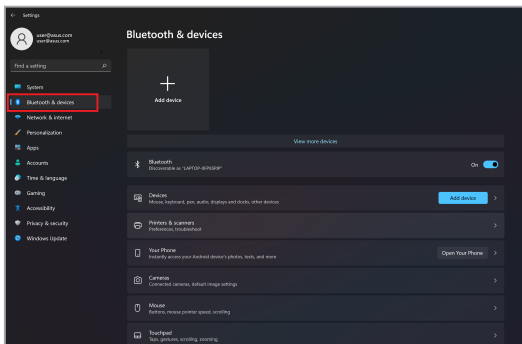 Settings
user@asus.com
user@asus.com
Find a setting
System
Bluetooth & devices
Network & internet
Personalization
Apps
Accounts
Time & language
Gaming
Accessibility
Privacy & security
Windows Update
Bluetooth & devices
Add device
View more devices
Bluetooth
Discoverable as
On
Devices
Mouse, keyboard, pen, audio, displays and docks, other devices
Add device
Printers & scanners
Preferences, troubleshoot
Your Phone
Instantly access your Android device's photos, texts, and more
Open Your Phone
Cameras
Connected cameras, default image settings
Mouse
Buttons, mouse pointer speed, scrolling
Touchpad
Taps, gestures, scrolling, zooming